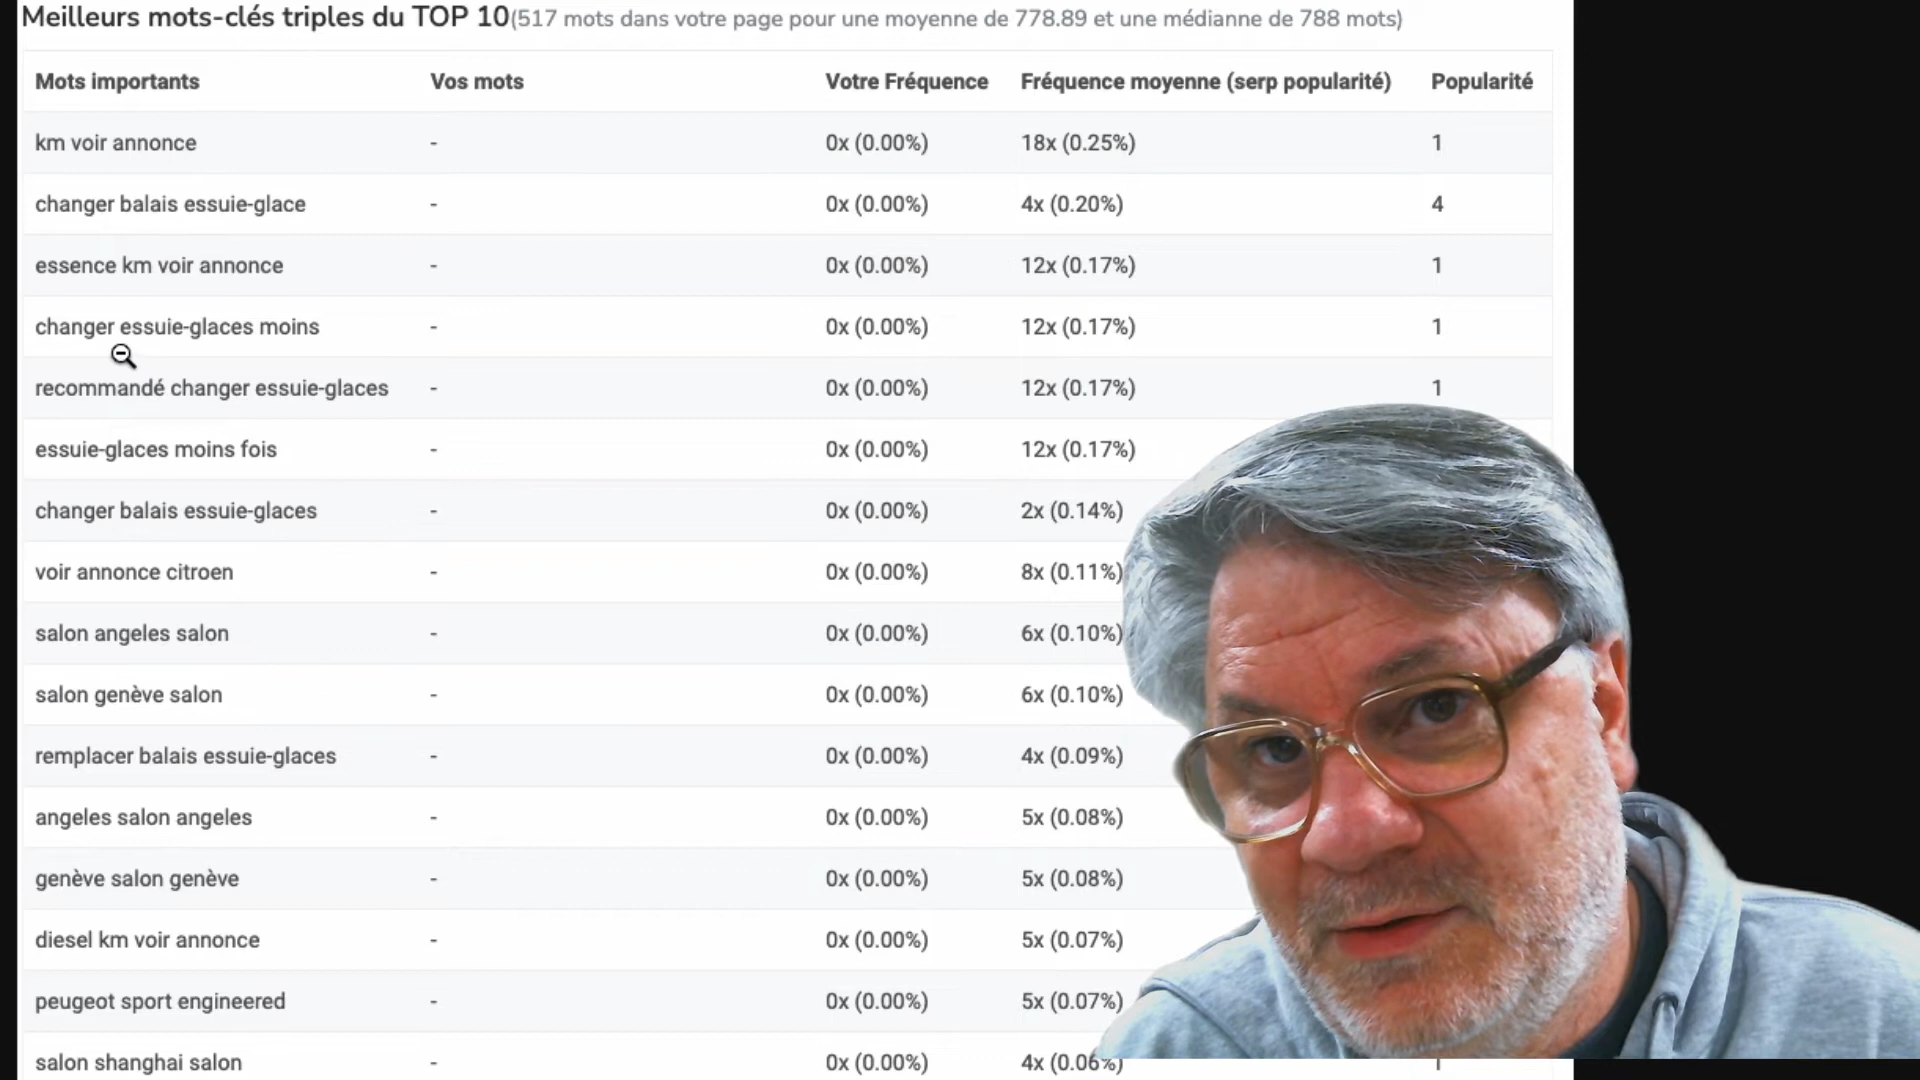 Meilleurs mots-clés triples du TOP 10(517 mots dans votre page pour une moyenne de 778.89 et une médianne de 788 mots)
Mots importants Vos mots Votre Fréquence Fréquence moyenne (serp popularité) Popularité
km voir annonce - 0x (0.00%) 18x (0.25%) 1
changer balais essuie-glace - 0x (0.00%) 4x (0.20%) 4
essence km voir annonce - 0x (0.00%) 12x (0.17%) 1
changer essuie-glaces moins - 0x (0.00%) 12x (0.17%) 1
recommandé changer essuie-glaces - 0x (0.00%) 12x (0.17%) 1
essuie-glaces moins fois - 0x (0.00%) 12x (0.17%)
changer balais essuie-glaces - 0x (0.00%) 2x (0.14%)
voir annonce citroen - 0x (0.00%) 8x (0.11%)
salon angeles salon - 0x (0.00%) 6x (0.10%)
salon genève salon - 0x (0.00%) 6x (0.10%)
remplacer balais essuie-glaces - 0x (0.00%) 4x (0.09%)
angeles salon angeles - 0x (0.00%) 5x (0.08%)
genève salon genève - 0x (0.00%) 5x (0.08%)
diesel km voir annonce - 0x (0.00%) 5x (0.07%)
peugeot sport engineered - 0x (0.00%) 5x (0.07%)
salon shanghai salon - 0x (0.00%) 4x (0.06%)